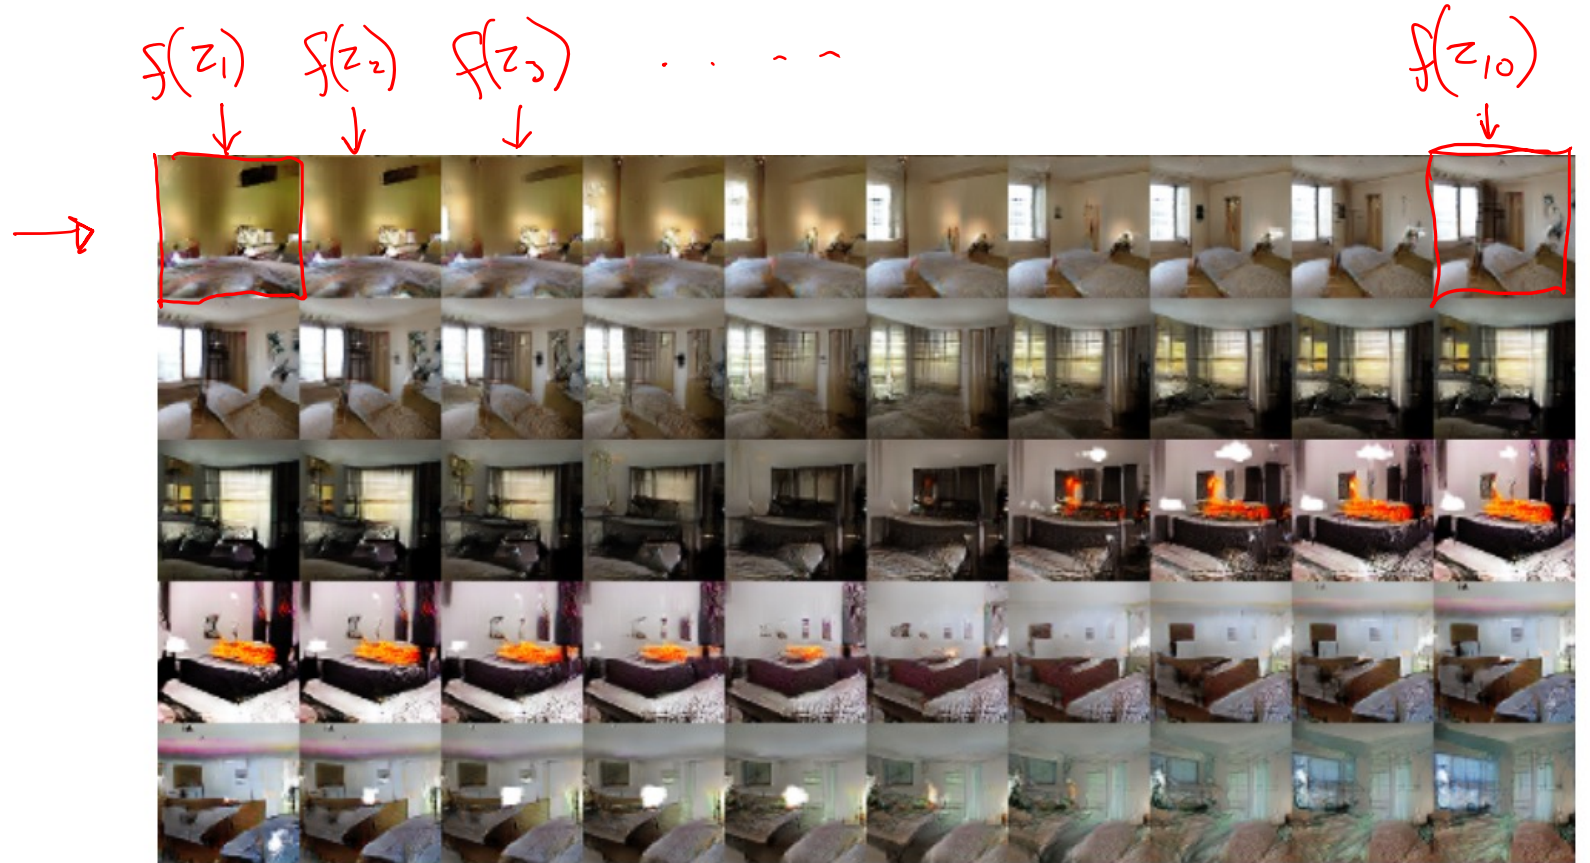 f(z₁) f(z₂) f(z₃) . . . . f(z₁₀)